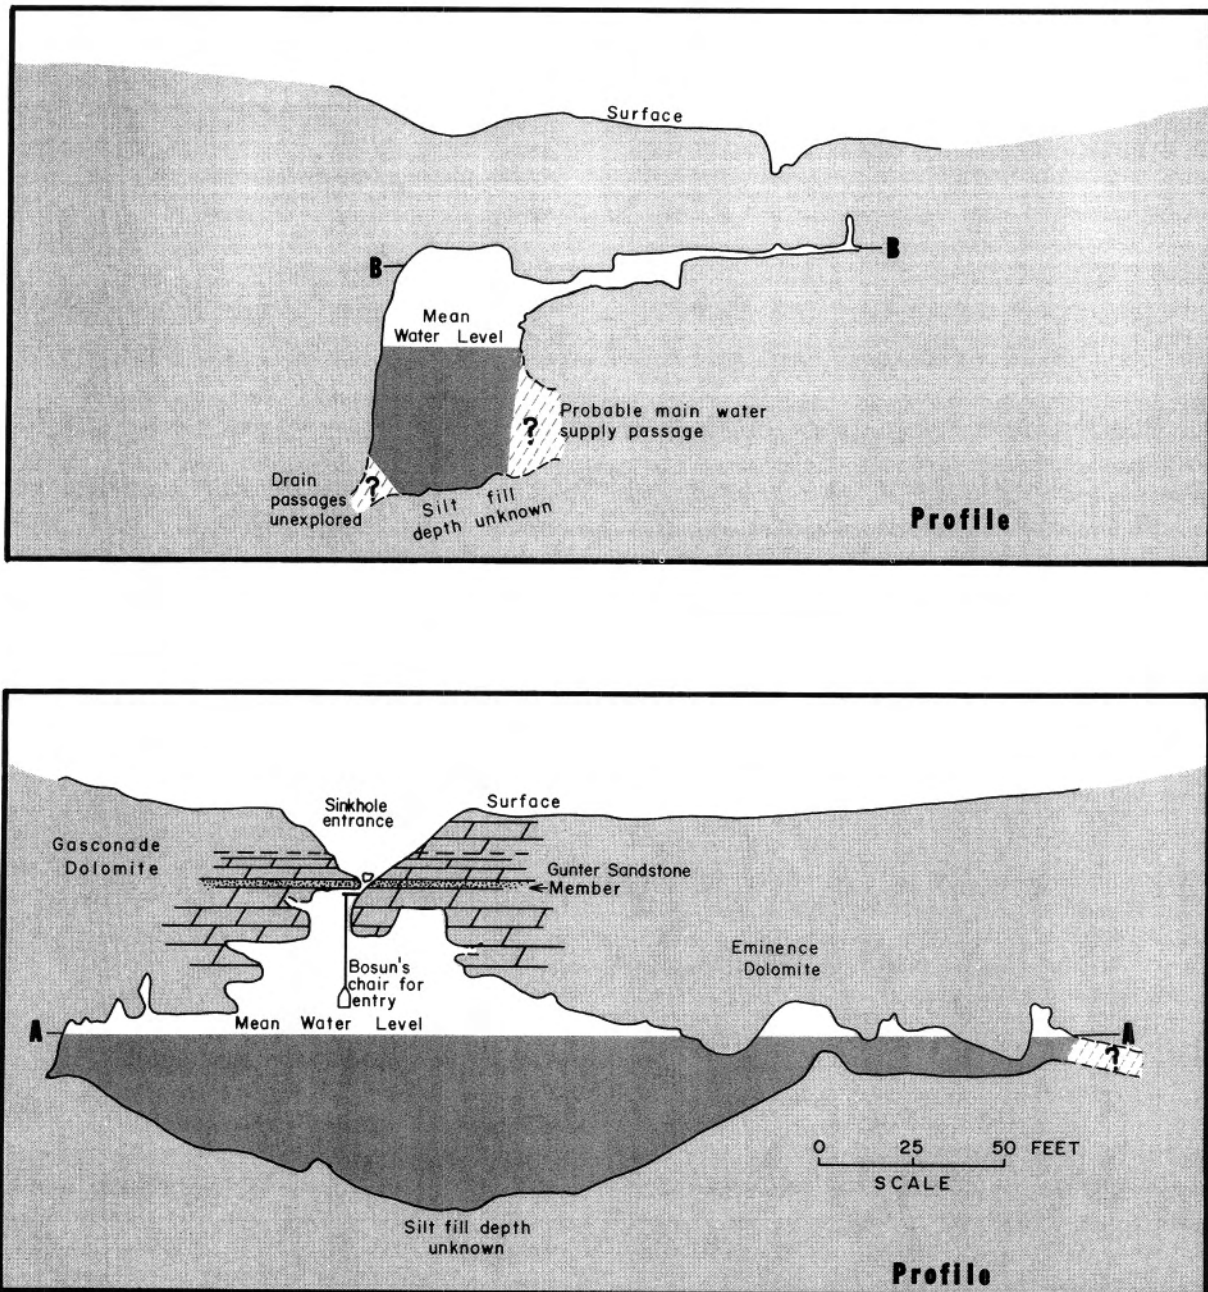 Surface
B
B
Mean
Water Level
?
Probable main water
supply passage
Drain
passages
unexplored
?
Silt fill
depth unknown
Profile
Sinkhole
entrance
Surface
Gasconade
Dolomite
Gunter Sandstone
Member
Eminence
Dolomite
Bosun's
chair for
entry
Mean Water Level
A
A
?
0 25 50 FEET
SCALE
Silt fill depth
unknown
Profile